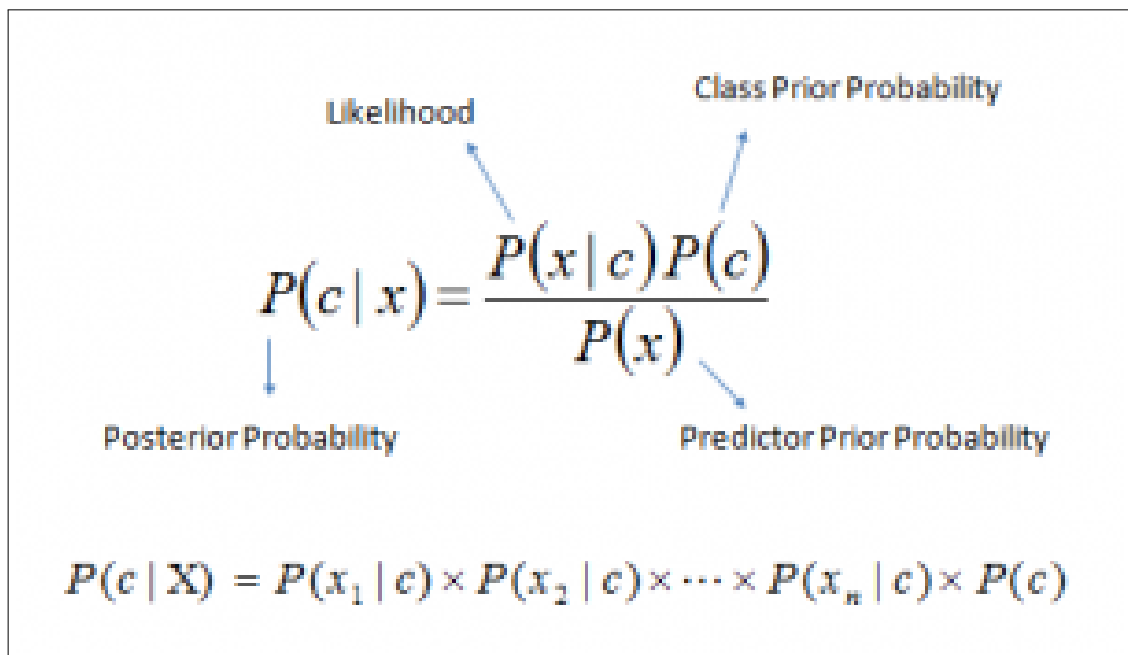 Class Prior Probability
Likelihood
P(c | x) = P(x | c)P(c) / P(x)
Posterior Probability
Predictor Prior Probability
P(c | X) = P(x₁ | c) × P(x₂ | c) × ⋯ × P(xₙ | c) × P(c)